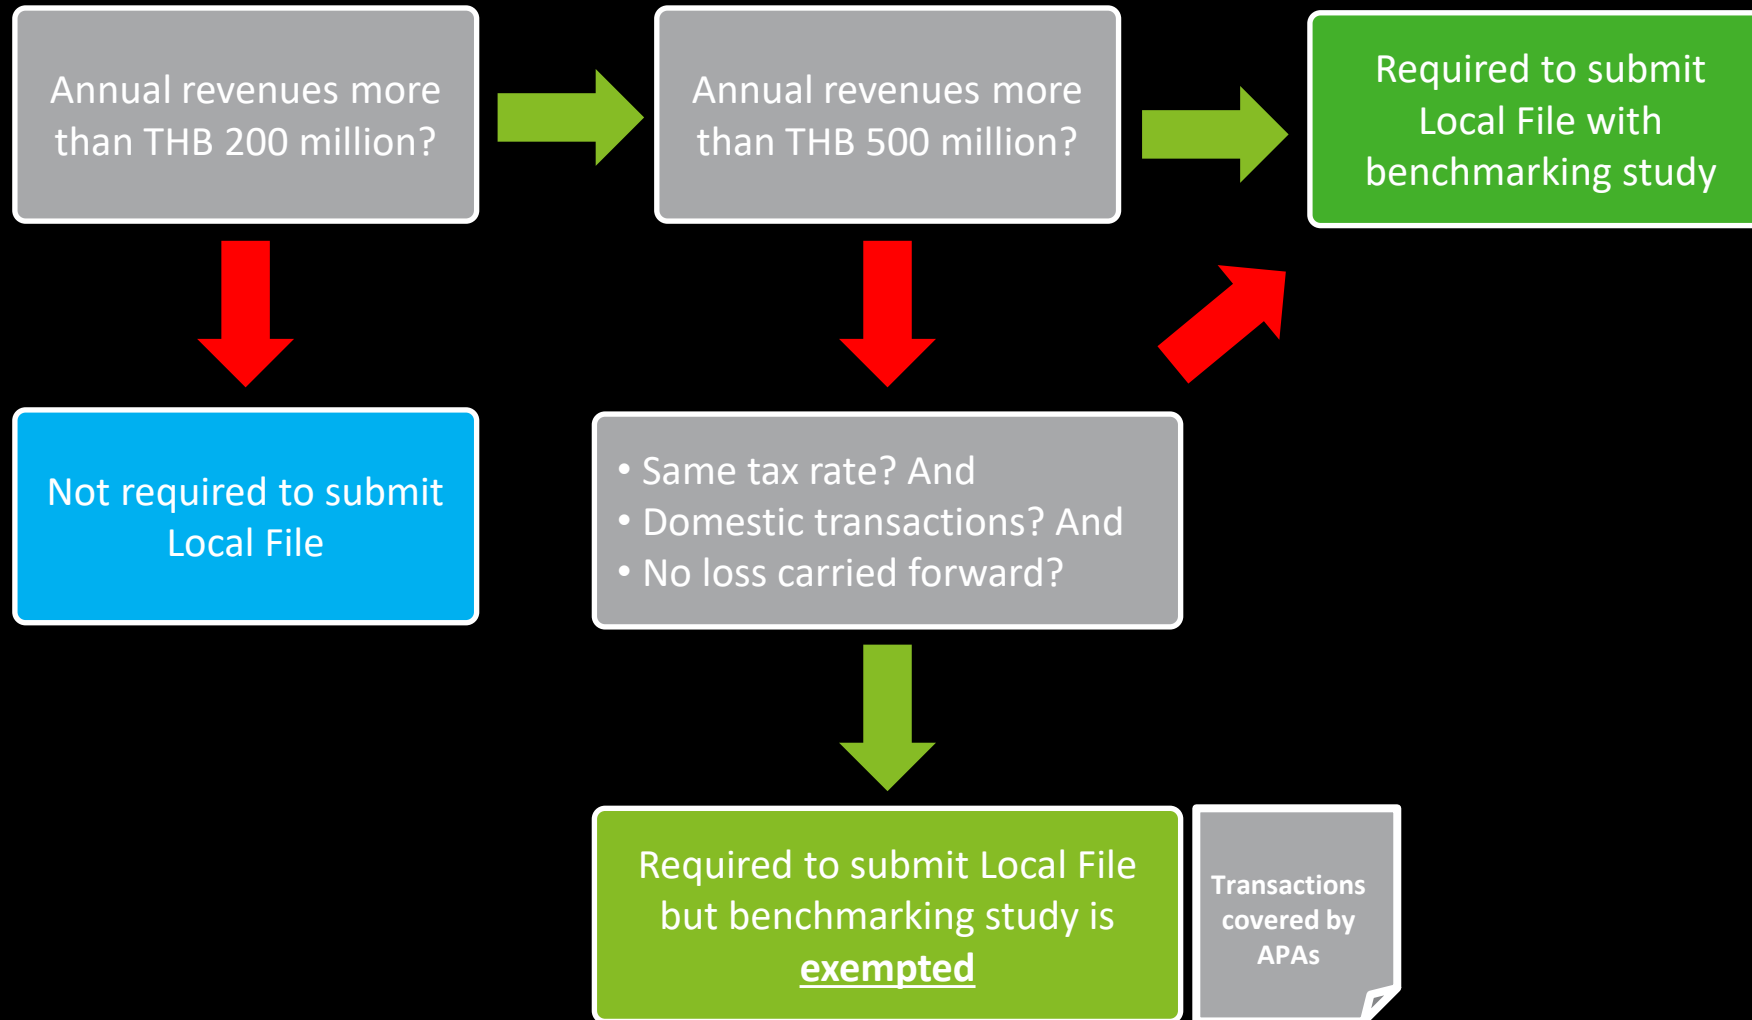 Annual revenues more
than THB 200 million?
Annual revenues more
than THB 500 million?
Required to submit
Local File with
benchmarking study
Not required to submit
Local File
• Same tax rate? And
• Domestic transactions? And
• No loss carried forward?
Required to submit Local File
but benchmarking study is
exempted
Transactions
covered by
APAs